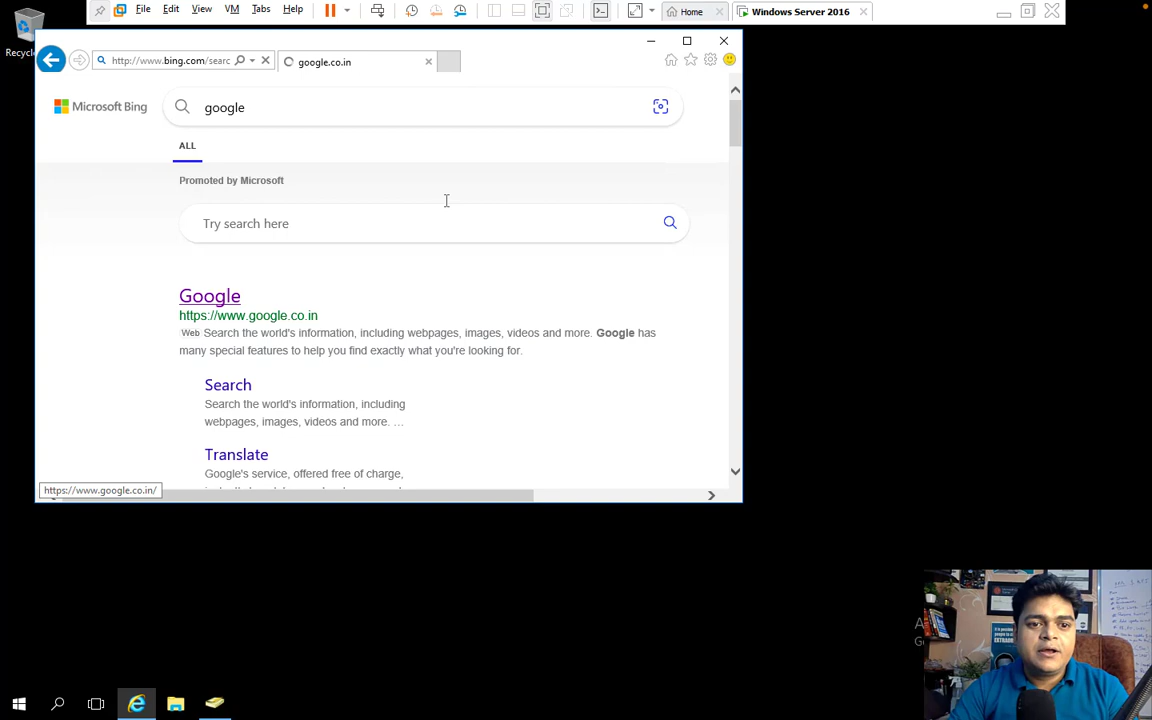 File Edit View VM Tabs Help
Home
Windows Server 2016
http://www.bing.com/searc
google.co.in
Microsoft Bing
google
ALL
Promoted by Microsoft
Try search here
Google
https://www.google.co.in
Web Search the world's information, including webpages, images, videos and more. Google has
many special features to help you find exactly what you're looking for.
Search
Search the world's information, including
webpages, images, videos and more. ...
Translate
Google's service, offered free of charge,
https://www.google.co.in/